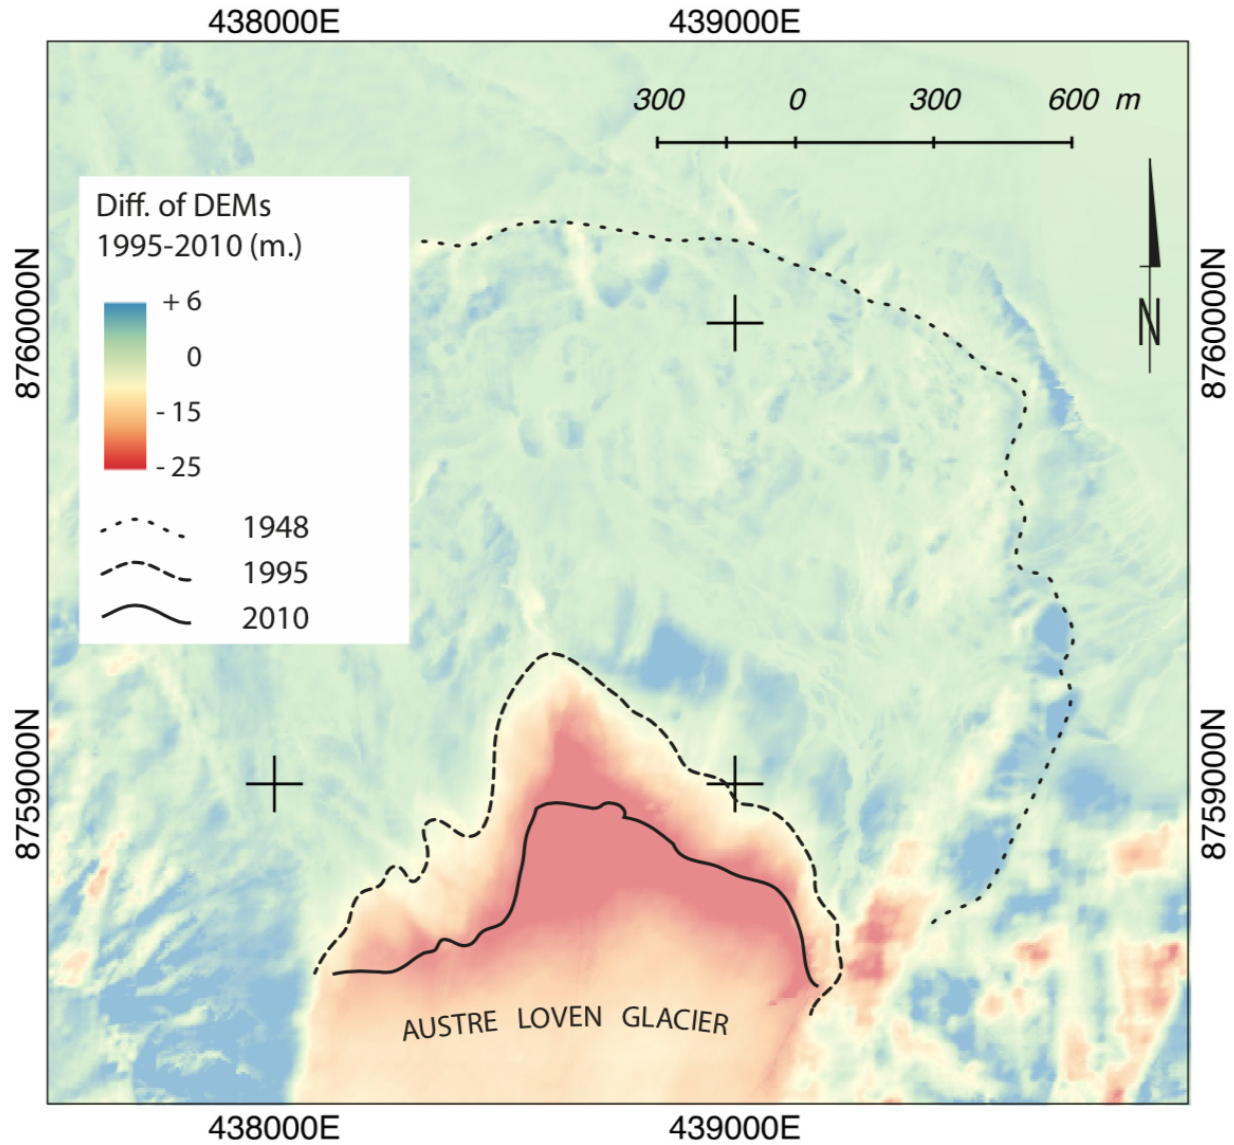 438000E 439000E
300 0 300 600 m
Diff. of DEMs
1995-2010 (m.)
+ 6
0
- 15
- 25
1948
1995
2010
8760000N
8760000N
N
8759000N
8759000N
AUSTRE LOVEN GLACIER
438000E 439000E